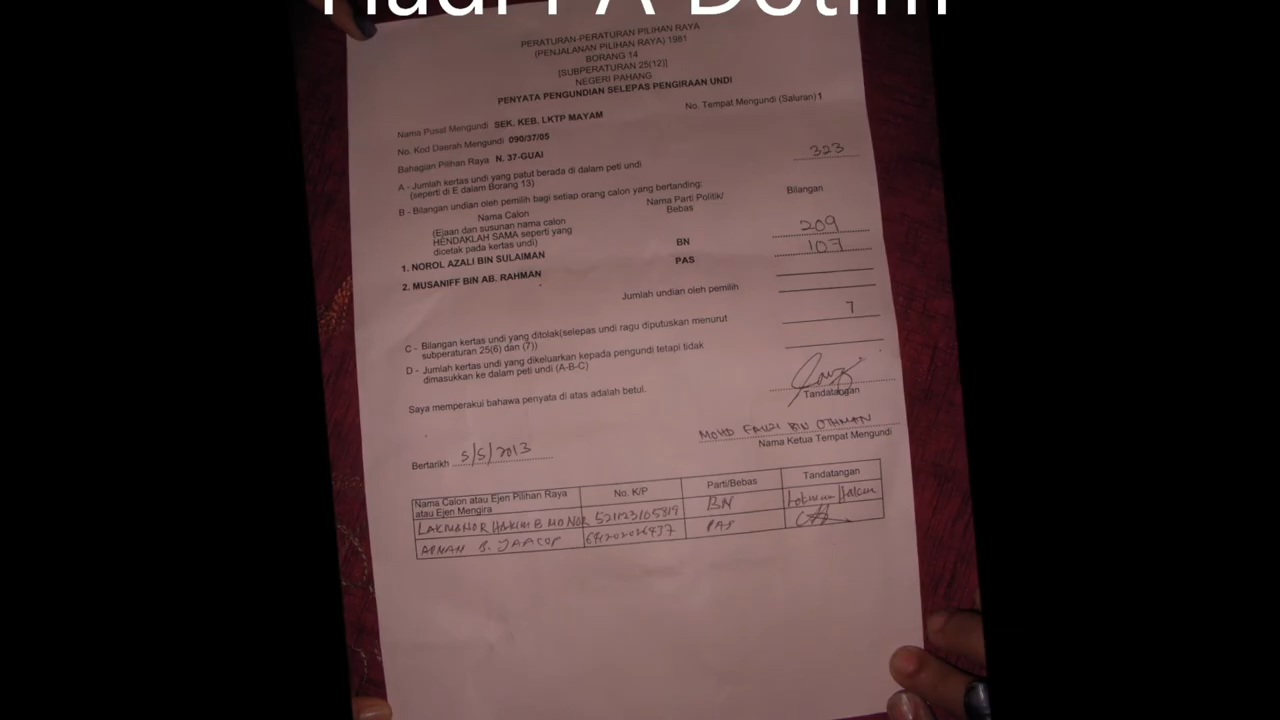 Hadi PA Dotim
PERATURAN-PERATURAN PILIHAN RAYA
(PENJALANAN PILIHAN RAYA) 1981
BORANG 14
[SUBPERATURAN 25(12)]
NEGERI PAHANG
PENYATA PENGUNDIAN SELEPAS PENGIRAAN UNDI
Nama Pusat Mengundi SEK. KEB. LKTP MAYAM No. Tempat Mengundi (Saluran) 1
No. Kod Daerah Mengundi 090/37/05
Bahagian Pilihan Raya N. 37-GUAI
A - Jumlah kertas undi yang patut berada di dalam peti undi 323
(seperti di E dalam Borang 13)
B - Bilangan undian oleh pemilih bagi setiap orang calon yang bertanding:
Nama Calon Nama Parti Politik/ Bilangan
(Ejaan dan susunan nama calon Bebas
HENDAKLAH SAMA seperti yang
dicetak pada kertas undi)
1. NOROL AZALI BIN SULAIMAN BN 209
2. MUSANIFF BIN AB. RAHMAN PAS 107
Jumlah undian oleh pemilih
C - Bilangan kertas undi yang ditolak(selepas undi ragu diputuskan menurut 7
subperaturan 25(6) dan (7))
D - Jumlah kertas undi yang dikeluarkan kepada pengundi tetapi tidak
dimasukkan ke dalam peti undi (A-B-C)
Saya memperakui bahawa penyata di atas adalah betul.
Tandatangan
MOHD FAUZI BIN OTHMAN
Bertarikh 5/5/2013 Nama Ketua Tempat Mengundi
Nama Calon atau Ejen Pilihan Raya No. K/P Parti/Bebas Tandatangan
atau Ejen Mengira
HAKIM B. MD NOR 521123105819 BN
ADNAN B. YAACOP PAS